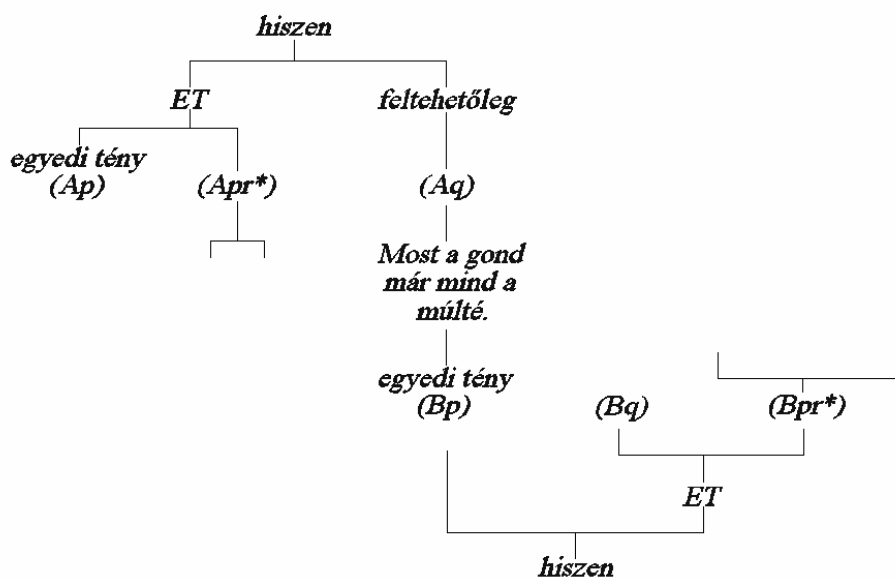 hiszen
ET feltehetőleg
egyedi tény
(Ap) (Apr*) (Aq)
Most a gond
már mind a
múlté.
egyedi tény
(Bp) (Bq) (Bpr*)
ET
hiszen